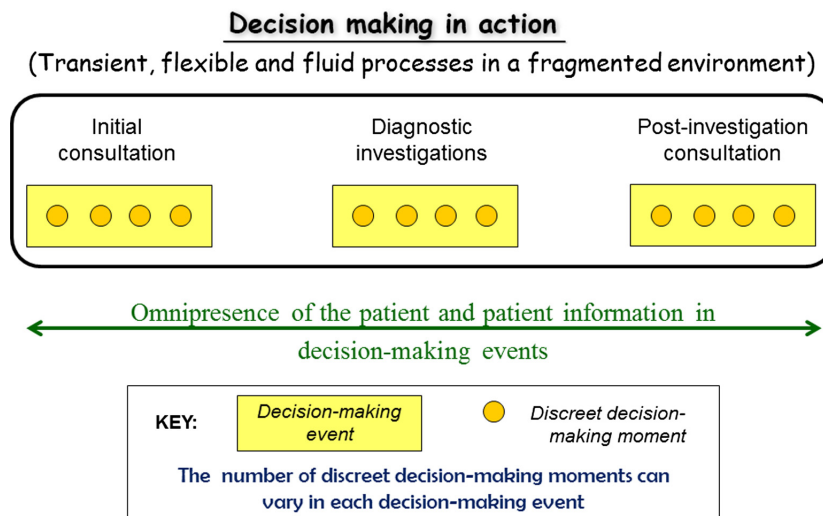 Decision making in action
(Transient, flexible and fluid processes in a fragmented environment)
Initial
consultation
Diagnostic
investigations
Post-investigation
consultation
Omnipresence of the patient and patient information in
decision-making events
KEY:
Decision-making
event
Discreet decision-
making moment
The number of discreet decision-making moments can
vary in each decision-making event